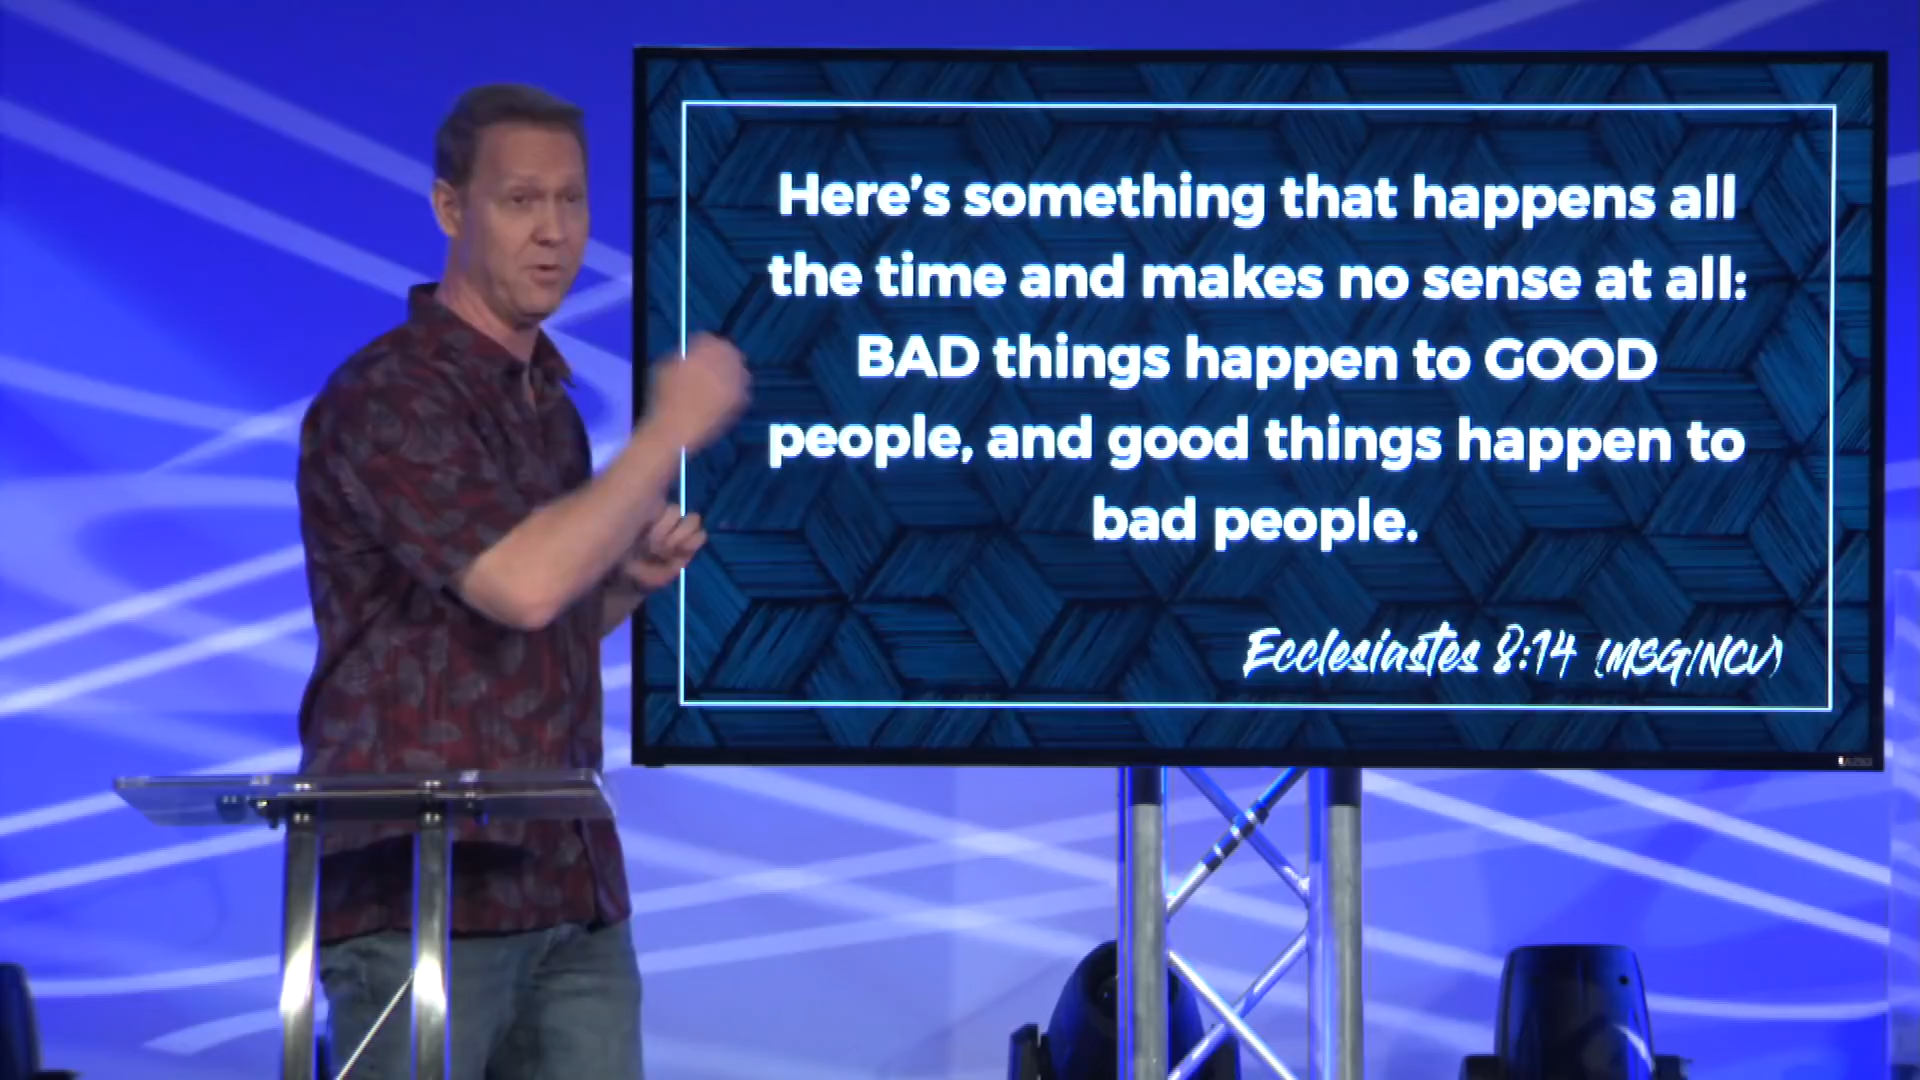 Here's something that happens all
the time and makes no sense at all:
BAD things happen to GOOD
people, and good things happen to
bad people.
Ecclesiastes 8:14 (MSG/NCV)